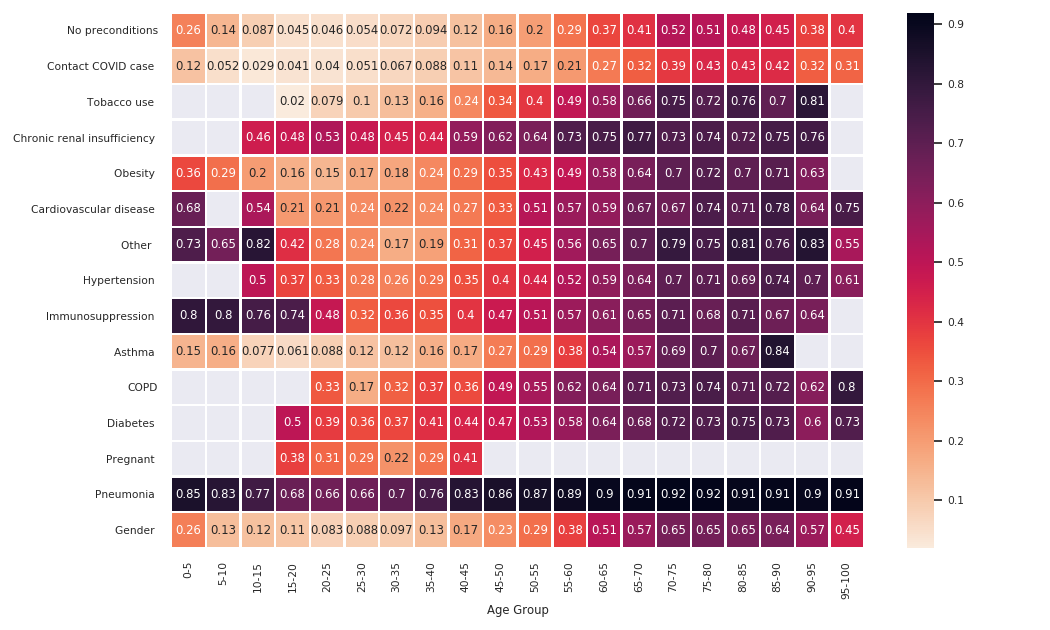 No preconditions 0.26 0.14 0.087 0.045 0.046 0.054 0.072 0.094 0.12 0.16 0.2 0.29 0.37 0.41 0.52 0.51 0.48 0.45 0.38 0.4
Contact COVID case 0.12 0.052 0.029 0.041 0.04 0.051 0.067 0.088 0.11 0.14 0.17 0.21 0.27 0.32 0.39 0.43 0.43 0.42 0.32 0.31
Tobacco use 0.02 0.079 0.1 0.13 0.16 0.24 0.34 0.4 0.49 0.58 0.66 0.75 0.72 0.76 0.7 0.81
Chronic renal insufficiency 0.46 0.48 0.53 0.48 0.45 0.44 0.59 0.62 0.64 0.73 0.75 0.77 0.73 0.74 0.72 0.75 0.76
Obesity 0.36 0.29 0.2 0.16 0.15 0.17 0.18 0.24 0.29 0.35 0.43 0.49 0.58 0.64 0.7 0.72 0.7 0.71 0.63
Cardiovascular disease 0.68 0.54 0.21 0.21 0.24 0.22 0.24 0.27 0.33 0.51 0.57 0.59 0.67 0.67 0.74 0.71 0.78 0.64 0.75
Other 0.73 0.65 0.82 0.42 0.28 0.24 0.17 0.19 0.31 0.37 0.45 0.56 0.65 0.7 0.79 0.75 0.81 0.76 0.83 0.55
Hypertension 0.5 0.37 0.33 0.28 0.26 0.29 0.35 0.4 0.44 0.52 0.59 0.64 0.7 0.71 0.69 0.74 0.7 0.61
Immunosuppression 0.8 0.8 0.76 0.74 0.48 0.32 0.36 0.35 0.4 0.47 0.51 0.57 0.61 0.65 0.71 0.68 0.71 0.67 0.64
Asthma 0.15 0.16 0.077 0.061 0.088 0.12 0.12 0.16 0.17 0.27 0.29 0.38 0.54 0.57 0.69 0.7 0.67 0.84
COPD 0.33 0.17 0.32 0.37 0.36 0.49 0.55 0.62 0.64 0.71 0.73 0.74 0.71 0.72 0.62 0.8
Diabetes 0.5 0.39 0.36 0.37 0.41 0.44 0.47 0.53 0.58 0.64 0.68 0.72 0.73 0.75 0.73 0.6 0.73
Pregnant 0.38 0.31 0.29 0.22 0.29 0.41
Pneumonia 0.85 0.83 0.77 0.68 0.66 0.66 0.7 0.76 0.83 0.86 0.87 0.89 0.9 0.91 0.92 0.92 0.91 0.91 0.9 0.91
Gender 0.26 0.13 0.12 0.11 0.083 0.088 0.097 0.13 0.17 0.23 0.29 0.38 0.51 0.57 0.65 0.65 0.65 0.64 0.57 0.45
0-5 5-10 10-15 15-20 20-25 25-30 30-35 35-40 40-45 45-50 50-55 55-60 60-65 65-70 70-75 75-80 80-85 85-90 90-95 95-100
Age Group
0.9
0.8
0.7
0.6
0.5
0.4
0.3
0.2
0.1